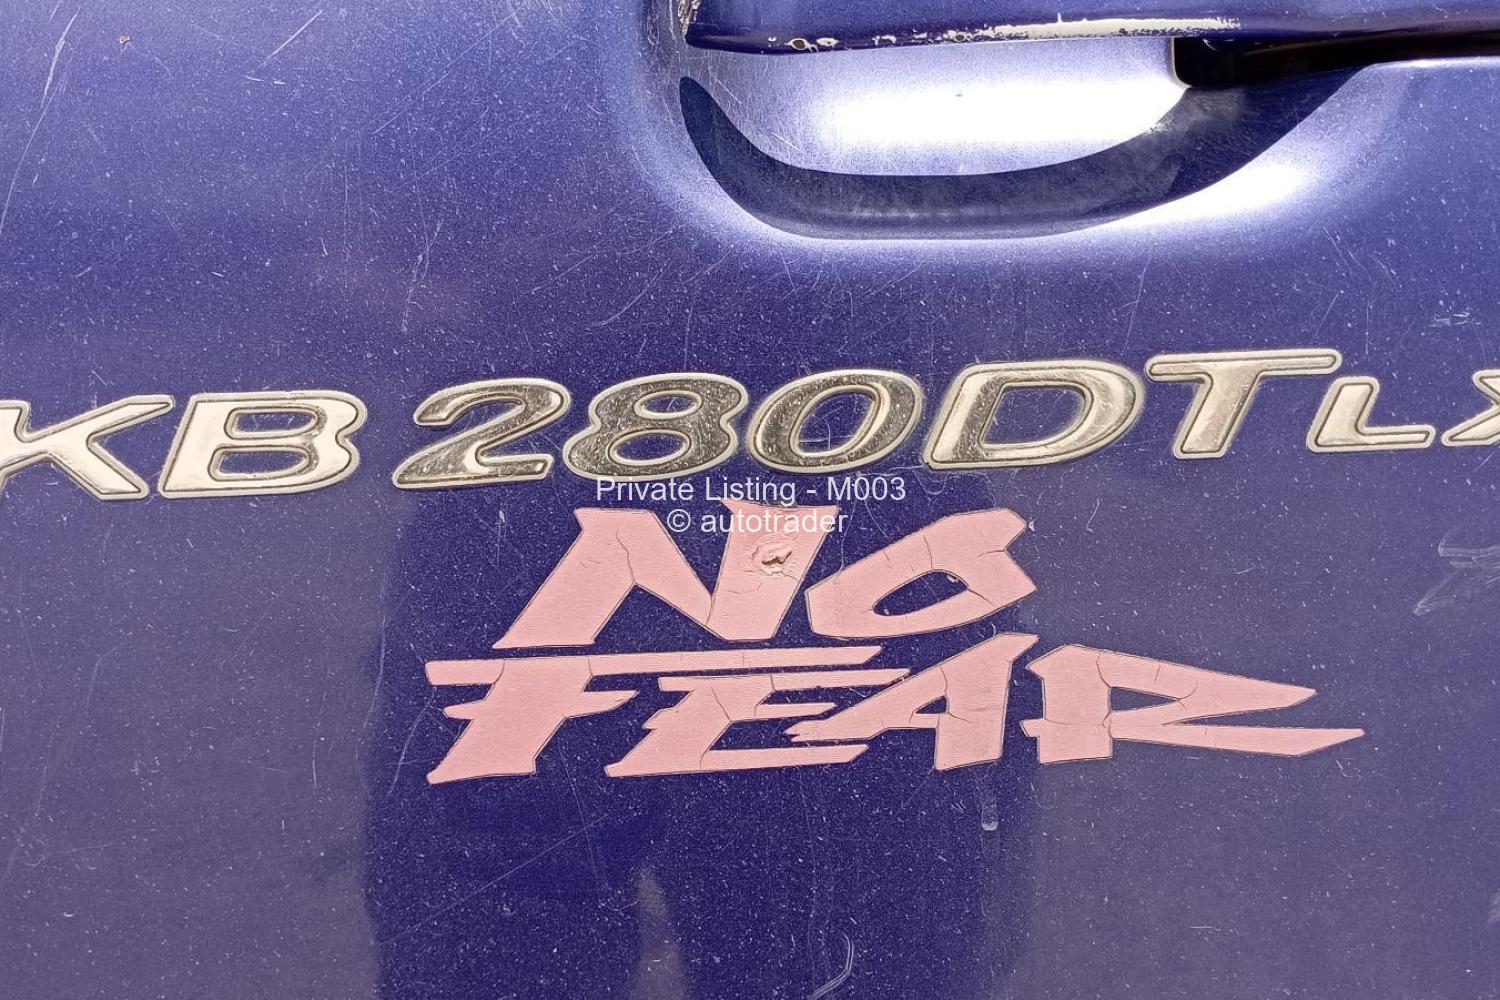 KB 280DTLX
Private Listing - M003
© autotrader
NO
FEAR